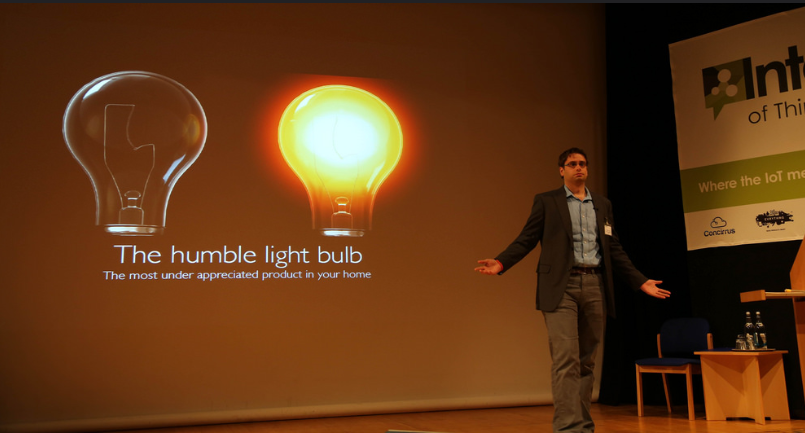 The humble light bulb
The most under appreciated product in your home
Inte
of Thi
Where the IoT me
Concirrus